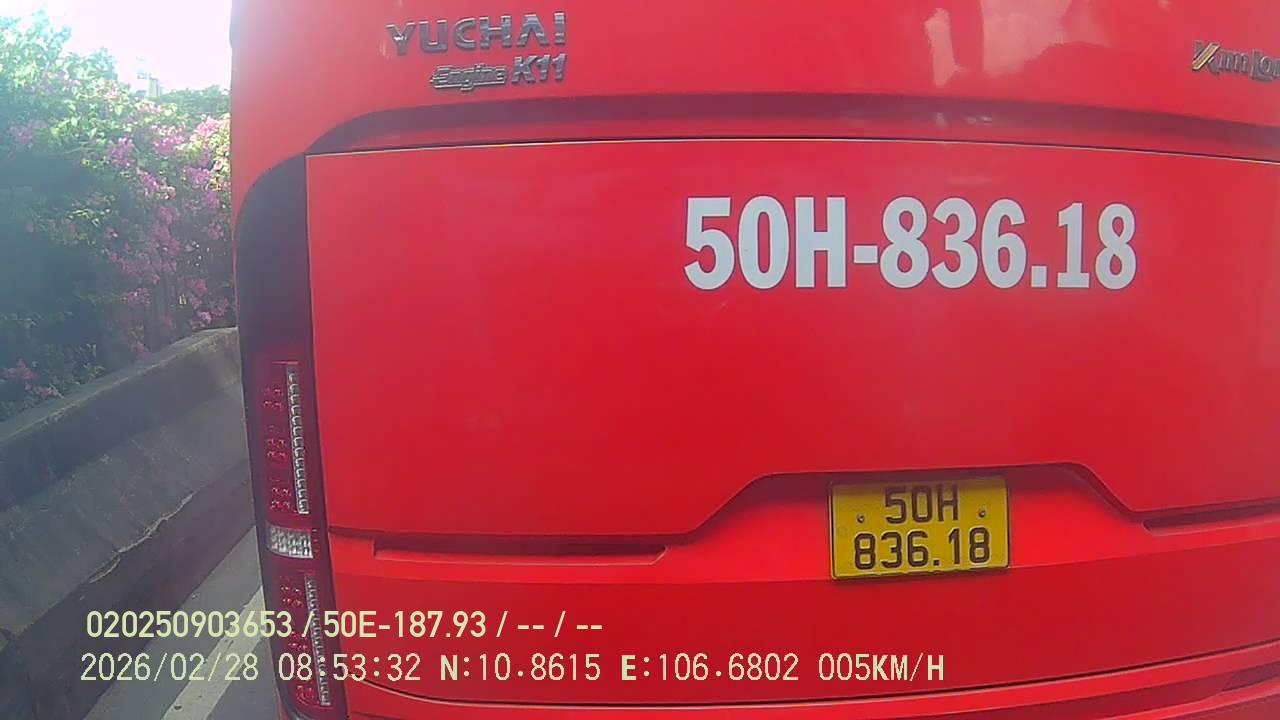 YUCHAI
Engine K11
50H-836.18
50H
836.18
020250903653 / 50E-187.93 / -- / --
2026/02/28 08:53:32 N:10.8615 E:106.6802 005KM/H